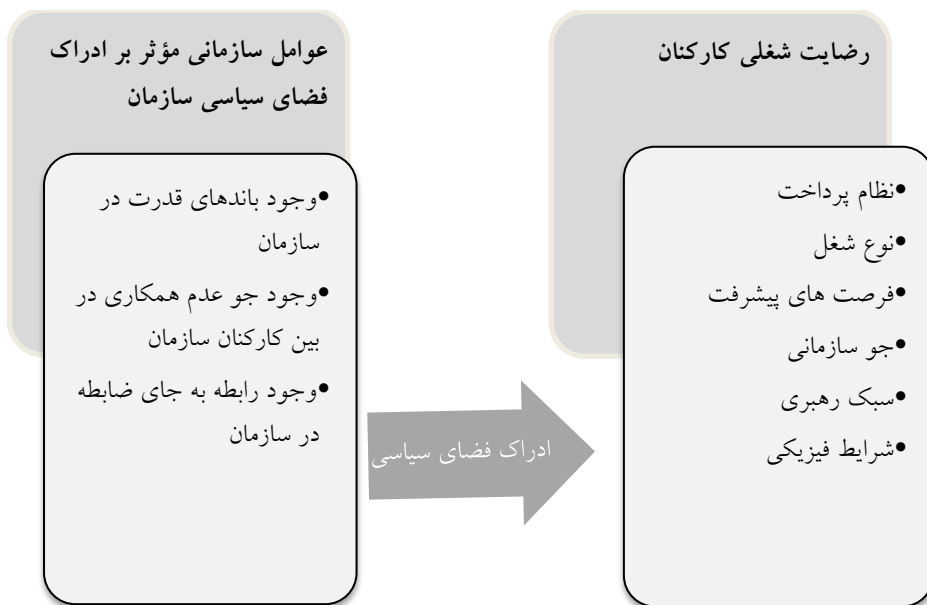 عوامل سازمانی مؤثر بر ادراک
فضای سیاسی سازمان
•وجود باندهای قدرت در
سازمان
•وجود جو عدم همکاری در
بین کارکنان سازمان
•وجود رابطه به جای ضابطه
در سازمان
ادراک فضای سیاسی
رضایت شغلی کارکنان
•نظام پرداخت
•نوع شغل
•فرصت های پیشرفت
•جو سازمانی
•سبک رهبری
•شرایط فیزیکی